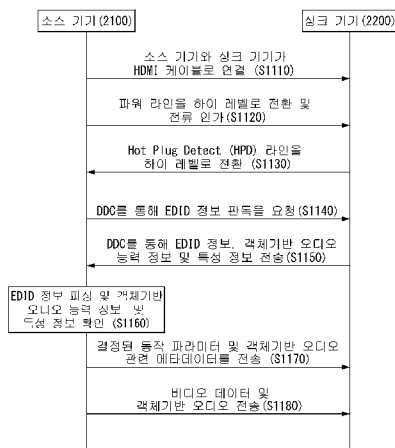 소스 기기(2100)
싱크 기기(2200)
소스 기기와 싱크 기기가
HDMI 케이블로 연결 (S1110)
파워 라인을 하이 레벨로 전환 및
전류 인가(S1120)
Hot Plug Detect (HPD) 라인을
하이 레벨로 전환 (S1130)
DDC를 통해 EDID 정보 판독을 요청(S1140)
DDC를 통해 EDID 정보, 객체기반 오디오
능력 정보 및 특성 정보 전송(S1150)
EDID 정보 파싱 및 객체기반
오디오 능력 정보 및
특성 정보 확인 (S1160)
결정된 동작 파라미터 및 객체기반 오디오
관련 메타데이터를 전송 (S1170)
비디오 데이터 및
객체기반 오디오 전송(S1180)